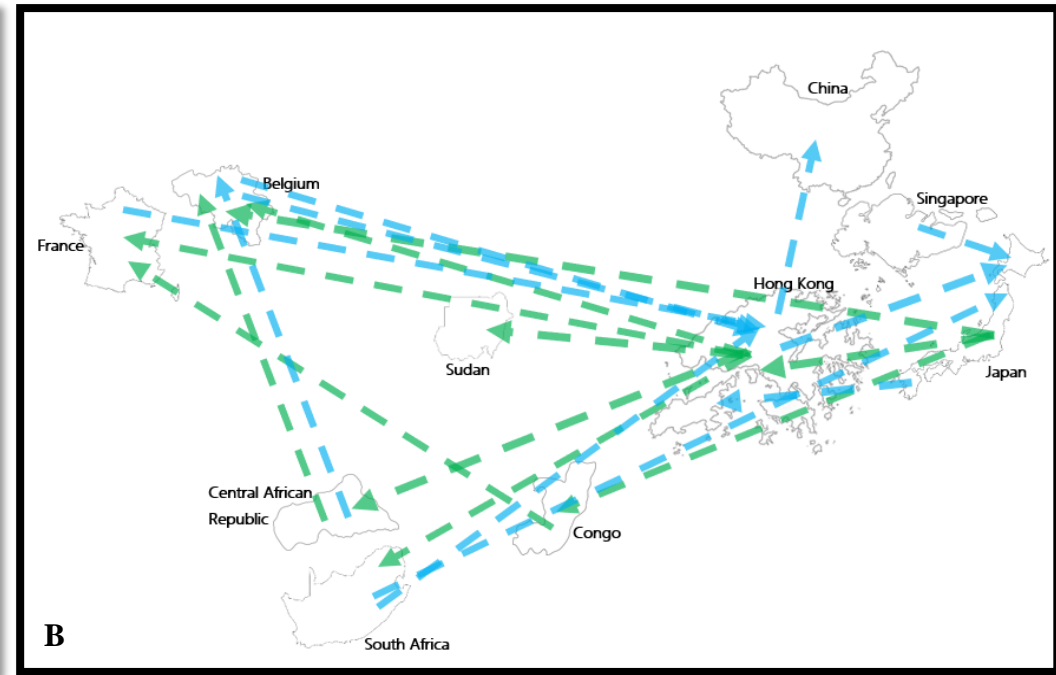 China
Belgium
Singapore
France
Hong Kong
Sudan
Japan
Central African
Republic
Congo
South Africa
B